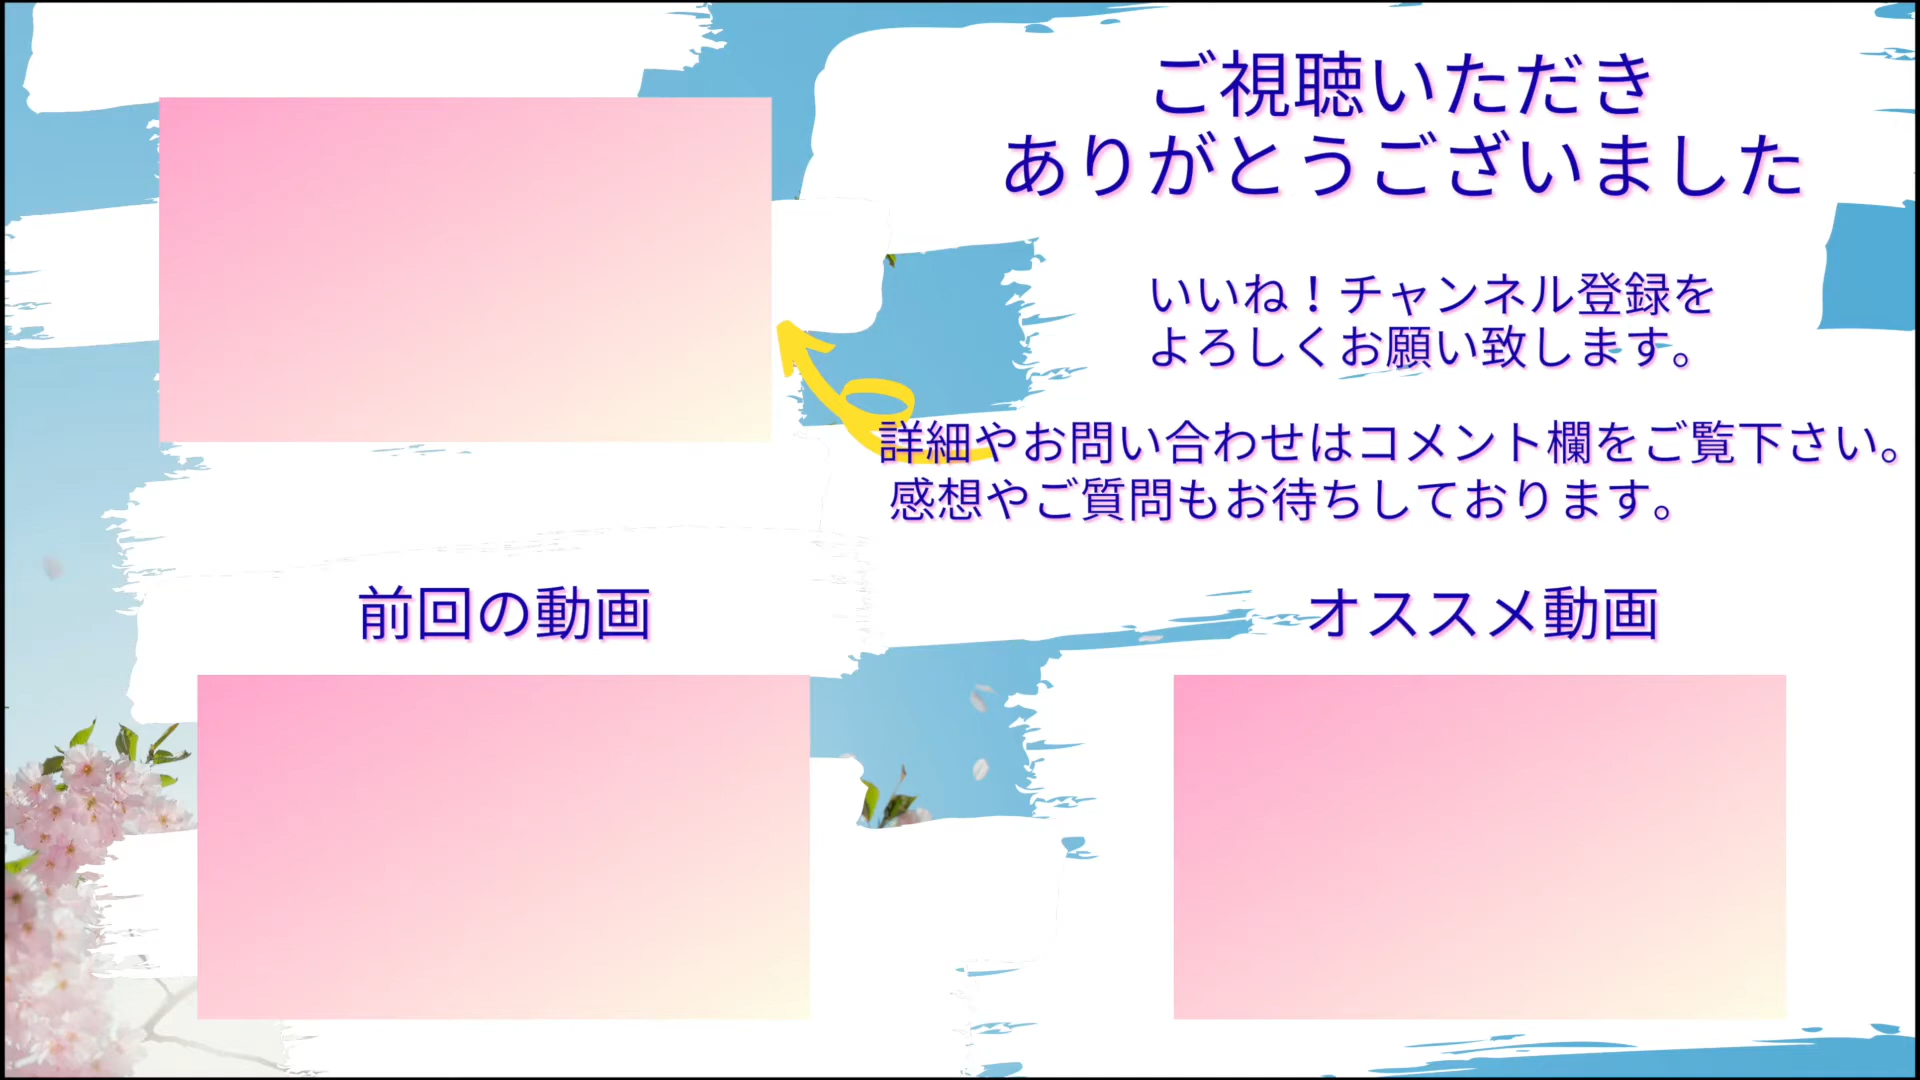 ご視聴いただき
ありがとうございました
いいね！チャンネル登録を
よろしくお願い致します。
詳細やお問い合わせはコメント欄をご覧下さい。
感想やご質問もお待ちしております。
前回の動画
オススメ動画